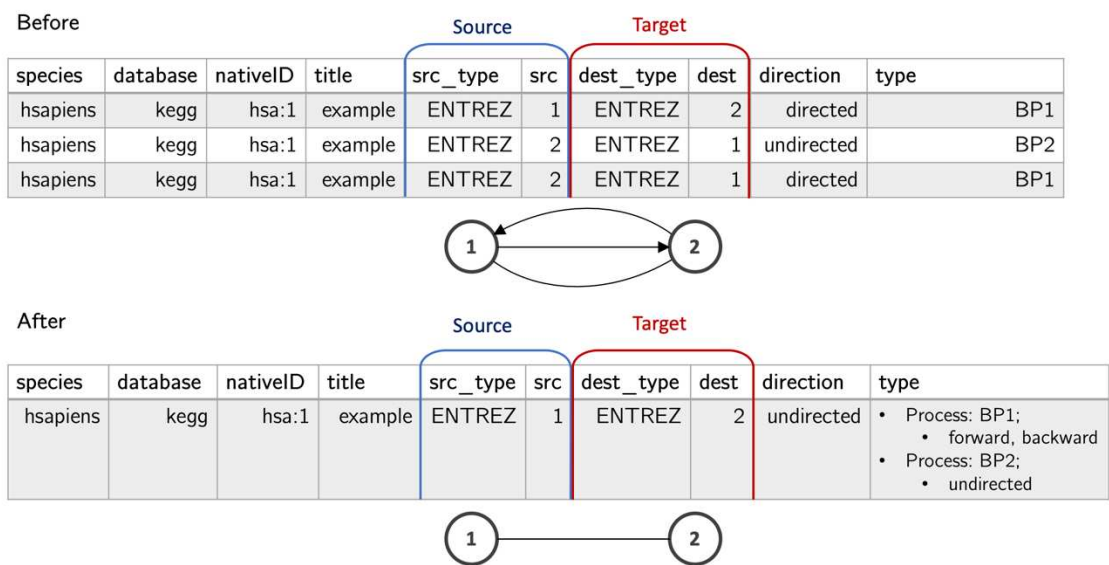 Before
Source Target
species database nativeID title src_type src dest_type dest direction type
hsapiens kegg hsa:1 example ENTREZ 1 ENTREZ 2 directed BP1
hsapiens kegg hsa:1 example ENTREZ 2 ENTREZ 1 undirected BP2
hsapiens kegg hsa:1 example ENTREZ 2 ENTREZ 1 directed BP1
1 2
After
Source Target
species database nativeID title src_type src dest_type dest direction type
hsapiens kegg hsa:1 example ENTREZ 1 ENTREZ 2 undirected • Process: BP1;
• forward, backward
• Process: BP2;
• undirected
1 2